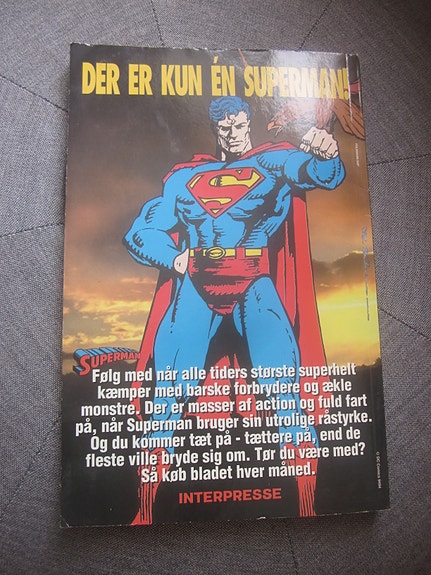 DER ER KUN ÉN SUPERMAN!
SUPERMAN
Følg med når alle tiders største superhelt
kæmper med barske forbrydere og ækle
monstre. Der er masser af action og fuld fart
på, når Superman bruger sin utrolige råstyrke.
Og du kommer tæt på - tættere på, end de
fleste ville bryde sig om. Tør du være med?
Så køb bladet hver måned.
INTERPRESSE